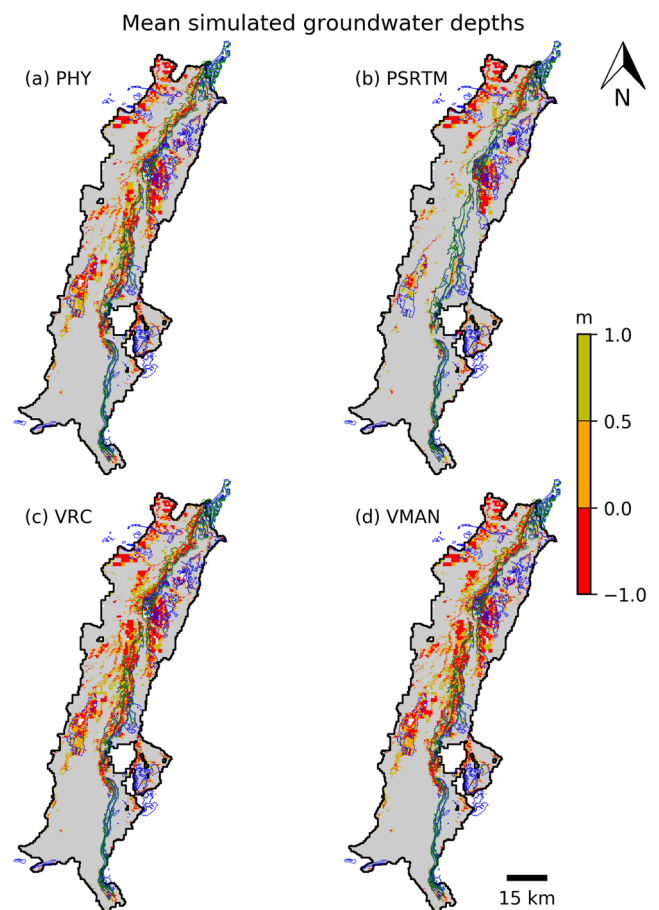 Mean simulated groundwater depths
(a) PHY
(b) PSRTM
N
m
1.0
0.5
0.0
−1.0
(c) VRC
(d) VMAN
15 km